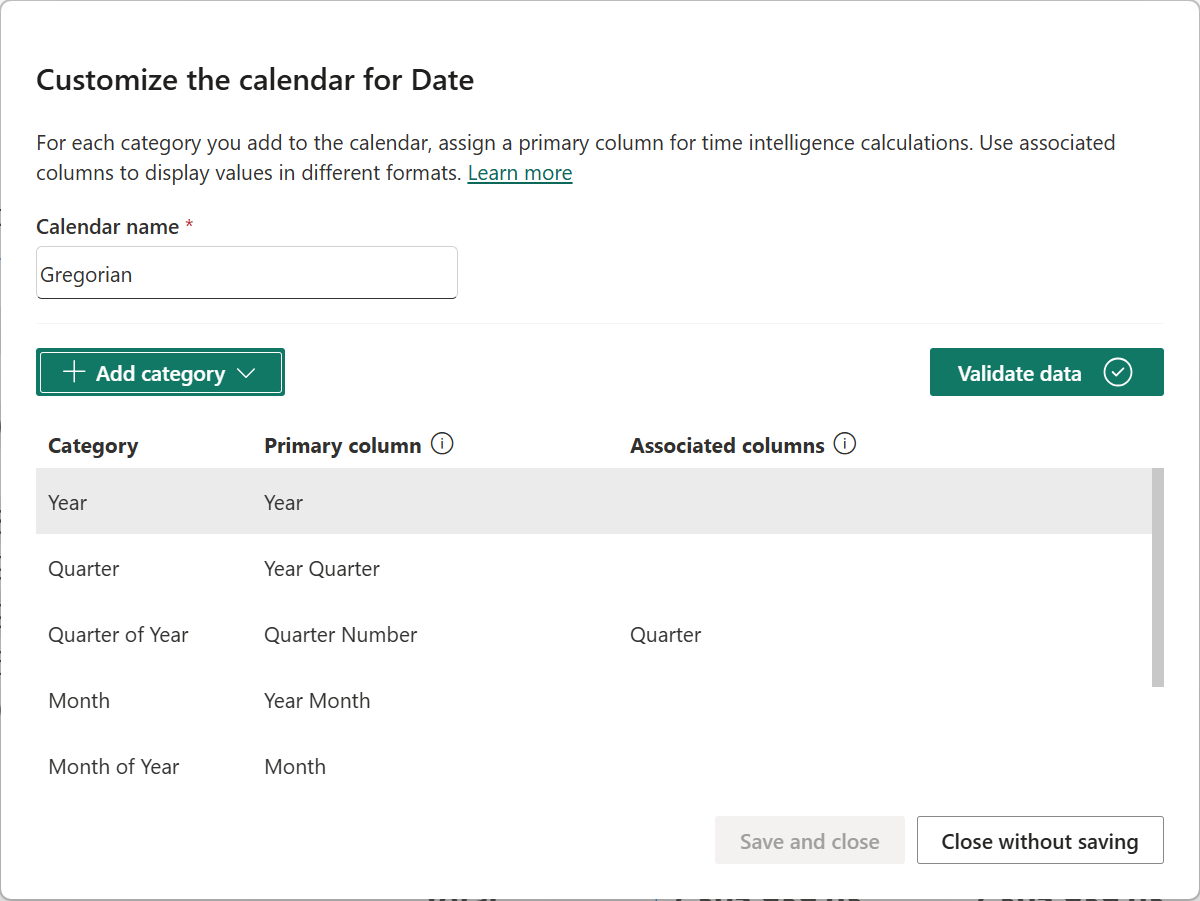 Customize the calendar for Date
For each category you add to the calendar, assign a primary column for time intelligence calculations. Use associated
columns to display values in different formats. Learn more
Calendar name *
Gregorian
Add category
Validate data
Category Primary column Associated columns
Year Year
Quarter Year Quarter
Quarter of Year Quarter Number Quarter
Month Year Month
Month of Year Month
Save and close Close without saving